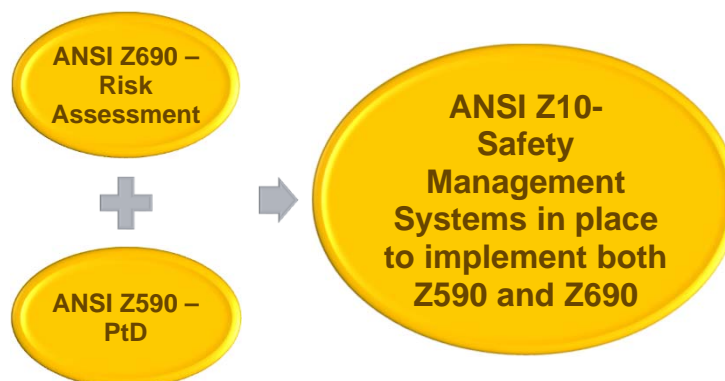 ANSI Z690 –
Risk
Assessment
ANSI Z590 –
PtD
ANSI Z10-
Safety
Management
Systems in place
to implement both
Z590 and Z690